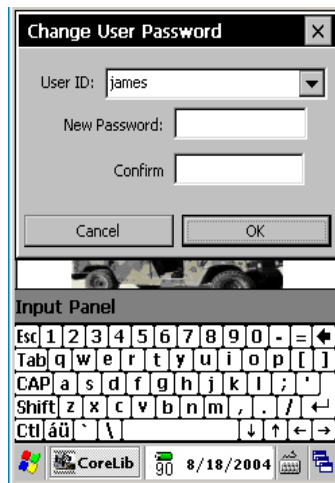 Change User Password
User ID: james
New Password:
Confirm
Cancel OK
Input Panel
Esc 1 2 3 4 5 6 7 8 9 0 - =
Tab q w e r t y u i o p [ ]
CAP a s d f g h j k l ; '
Shift z x c v b n m , . /
Ctl áü ` \ ↓ ↑ ← →
CoreLib 90 8/18/2004